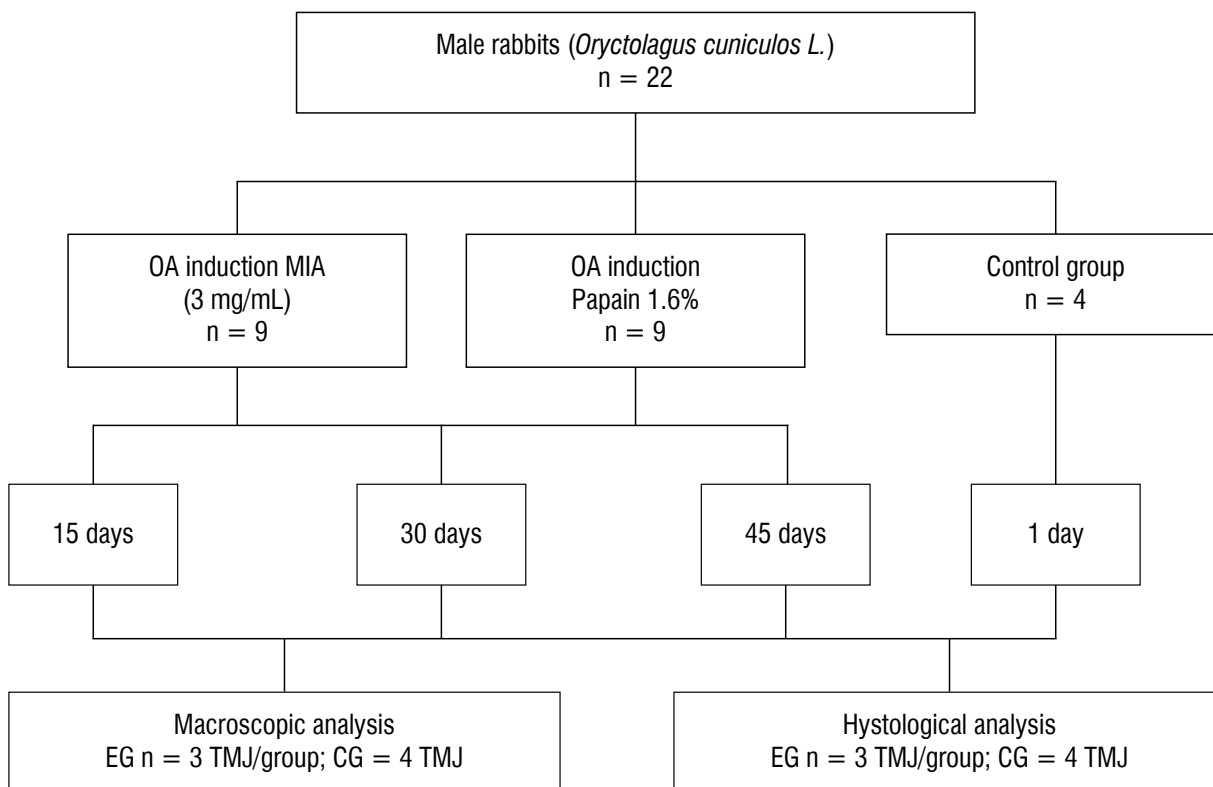 Male rabbits (Oryctolagus cuniculos L.)
n = 22
OA induction MIA
(3 mg/mL)
n = 9
OA induction
Papain 1.6%
n = 9
Control group
n = 4
15 days
30 days
45 days
1 day
Macroscopic analysis
EG n = 3 TMJ/group; CG = 4 TMJ
Hystological analysis
EG n = 3 TMJ/group; CG = 4 TMJ